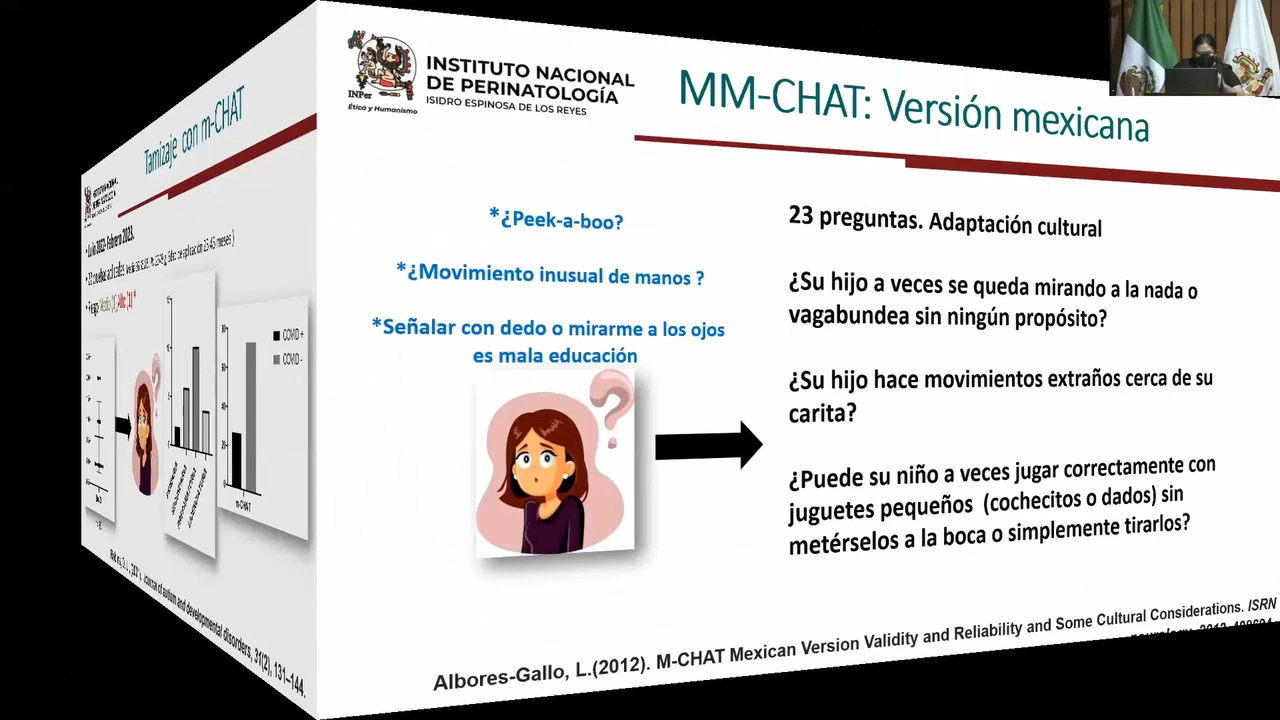 Tamizaje con m-CHAT
COVID +
COVID -
m-CHAT
INPer
Ética y Humanismo
INSTITUTO NACIONAL
DE PERINATOLOGÍA
ISIDRO ESPINOSA DE LOS REYES
MM-CHAT: Versión mexicana
*¿Peek-a-boo?
*¿Movimiento inusual de manos ?
*Señalar con dedo o mirarme a los ojos
es mala educación
23 preguntas. Adaptación cultural
¿Su hijo a veces se queda mirando a la nada o
vagabundea sin ningún propósito?
¿Su hijo hace movimientos extraños cerca de su
carita?
¿Puede su niño a veces jugar correctamente con
juguetes pequeños (cochecitos o dados) sin
metérselos a la boca o simplemente tirarlos?
Albores-Gallo, L.(2012). M-CHAT Mexican Version Validity and Reliability and Some Cultural Considerations. ISRN
Journal of autism and developmental disorders, 31(2), 131–144.